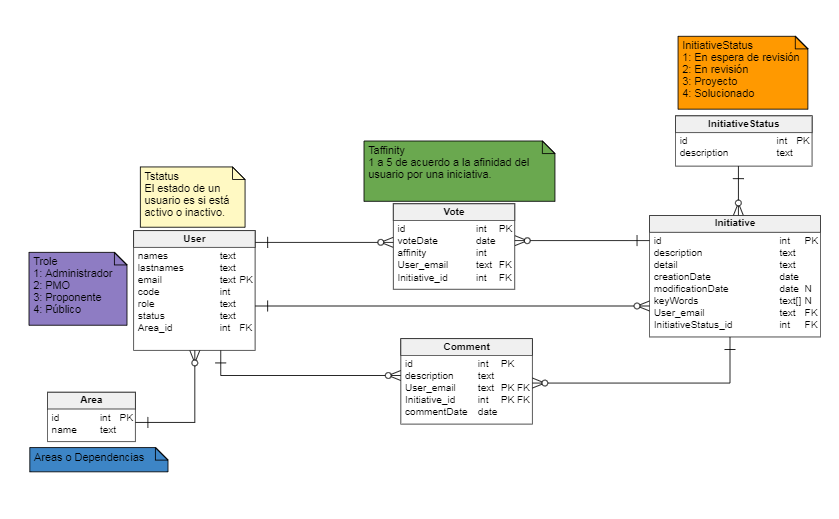 InitiativeStatus
1: En espera de revisión
2: En revisión
3: Proyecto
4: Solucionado
InitiativeStatus
id int PK
description text
Taffinity
1 a 5 de acuerdo a la afinidad del
usuario por una iniciativa.
Tstatus
El estado de un
usuario es si está
activo o inactivo.
Vote
id int PK
voteDate date
affinity int
User_email text FK
Initiative_id int FK
Initiative
id int PK
description text
detail text
creationDate date
modificationDate date N
keyWords text[] N
User_email text FK
InitiativeStatus_id int FK
User
names text
lastnames text
email text PK
code int
role text
status text
Area_id int FK
Trole
1: Administrador
2: PMO
3: Proponente
4: Público
Comment
id int PK
description text
User_email text PK FK
Initiative_id int PK FK
commentDate date
Area
id int PK
name text
Areas o Dependencias